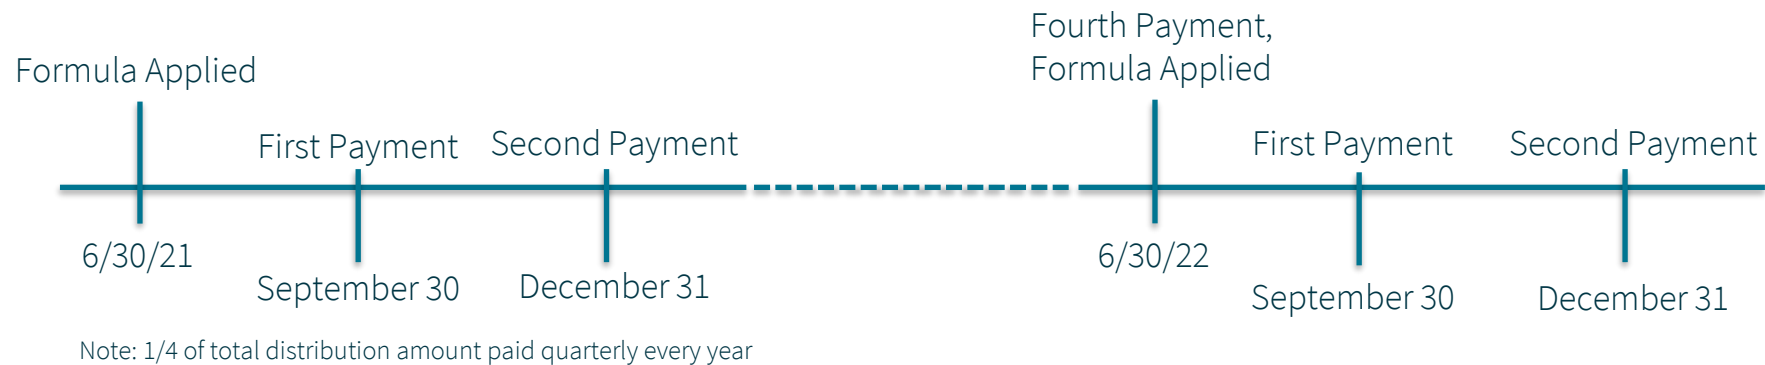 Fourth Payment,
Formula Applied
Formula Applied
First Payment
Second Payment
First Payment
Second Payment
6/30/21
September 30
December 31
6/30/22
September 30
December 31
Note: 1/4 of total distribution amount paid quarterly every year